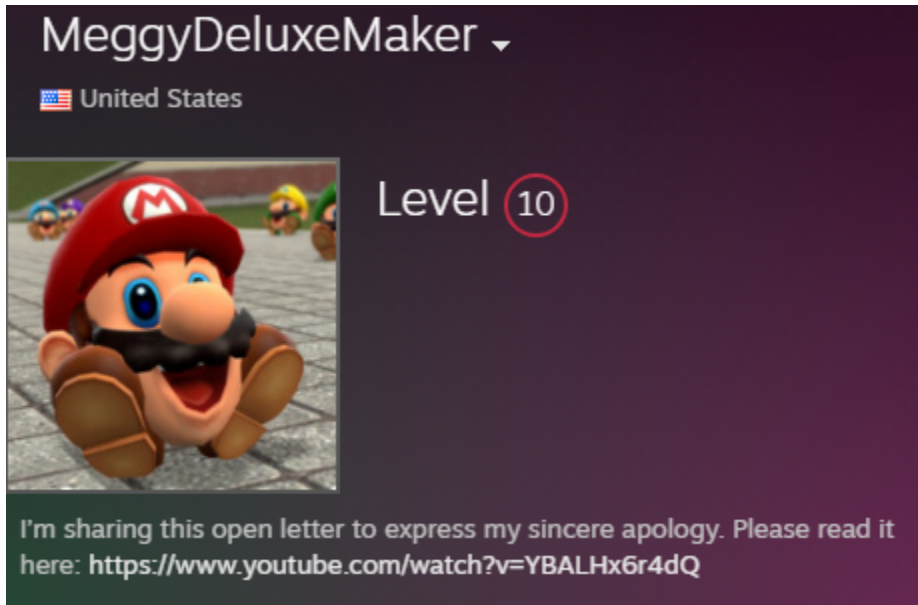 MeggyDeluxeMaker
United States
Level 10
I'm sharing this open letter to express my sincere apology. Please read it
here: https://www.youtube.com/watch?v=YBALHx6r4dQ